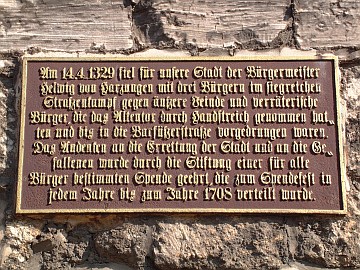 Am 14.4.1329 fiel für unsere Stadt der Bürgermeister
Helwig von Harzungen mit drei Bürgern im siegreichen
Straßenkampf gegen äußere Feinde und verräterische
Bürger, die das Altentor durch Handstreich genommen hat-
ten und bis in die Barfüßerstraße vorgedrungen waren.
Das Andenken an die Errettung der Stadt und an die Ge-
fallenen wurde durch die Stiftung einer für alle
Bürger bestimmten Spende geehrt, die zum Spendefest in
jedem Jahre bis zum Jahre 1708 verteilt wurde.